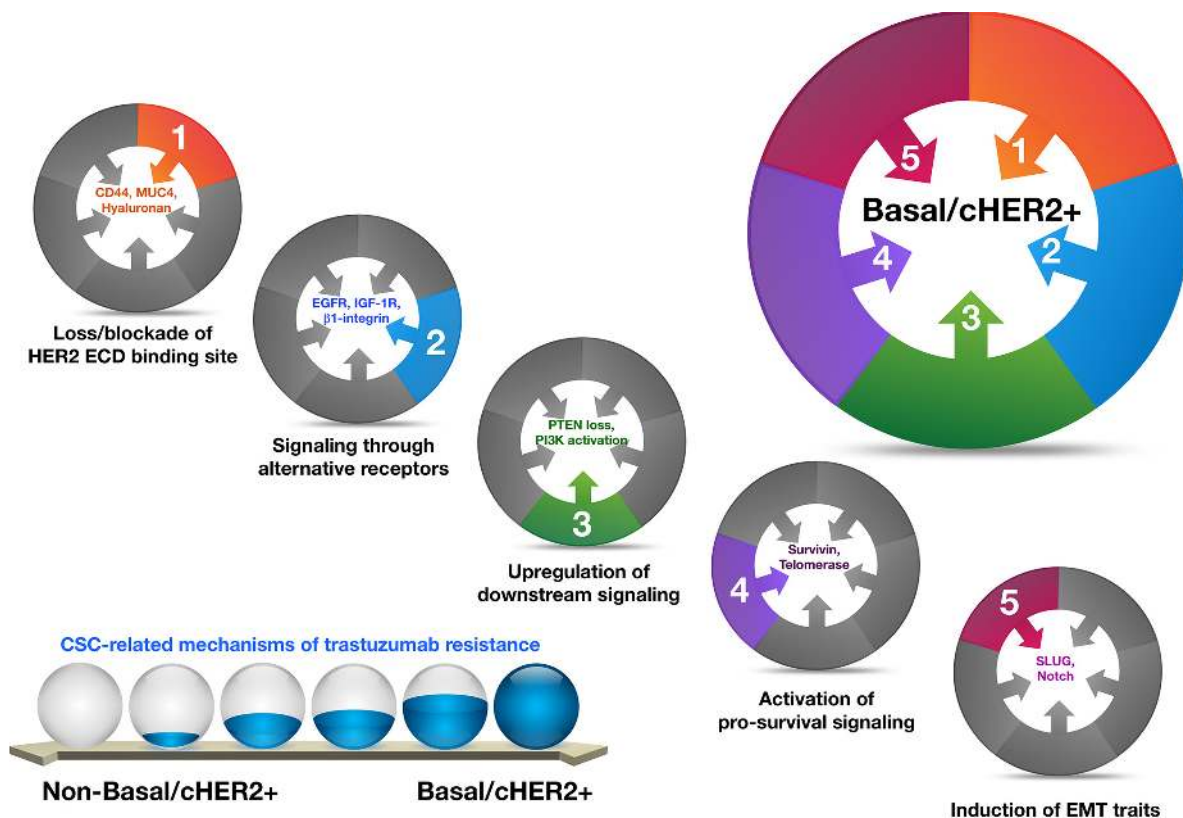 1
CD44, MUC4,
Hyaluronan
Loss/blockade of
HER2 ECD binding site
EGFR, IGF-1R,
β1-integrin
2
Signaling through
alternative receptors
PTEN loss,
PI3K activation
3
Upregulation of
downstream signaling
Survivin,
Telomerase
4
Activation of
pro-survival signaling
5
SLUG,
Notch
Induction of EMT traits
5
1
Basal/cHER2+
4
2
3
CSC-related mechanisms of trastuzumab resistance
Non-Basal/cHER2+
Basal/cHER2+